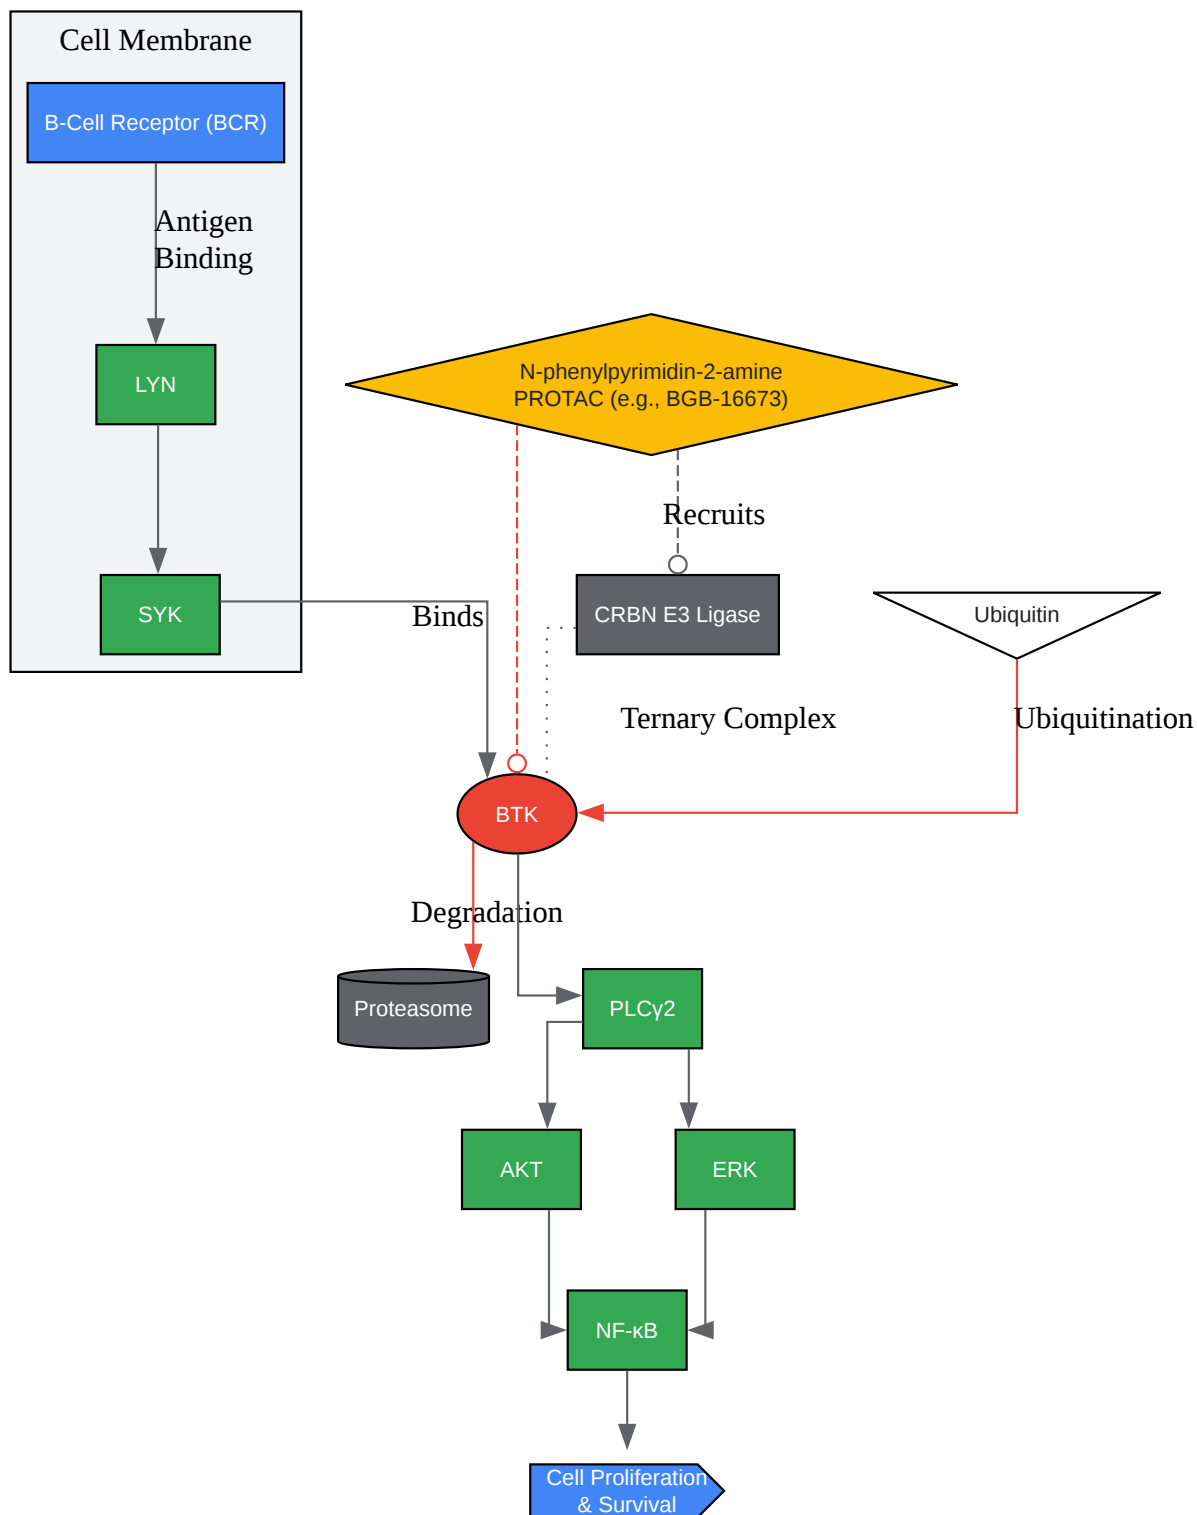 Cell Membrane
B-Cell Receptor (BCR)
Antigen
Binding
LYN
N-phenylpyrimidin-2-amine
PROTAC (e.g., BGB-16673)
Recruits
SYK
Binds
CRBN E3 Ligase
Ubiquitin
Ternary Complex
Ubiquitination
BTK
Degradation
Proteasome
PLCγ2
AKT
ERK
NF-κB
Cell Proliferation
& Survival